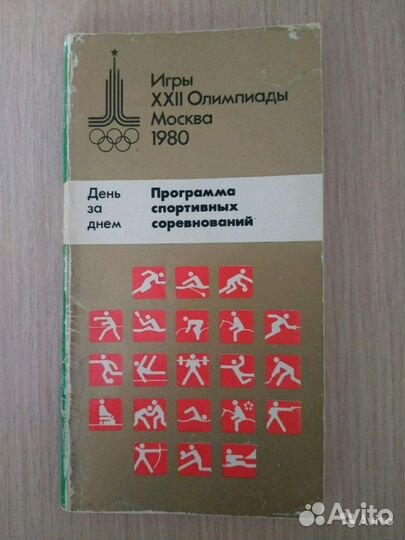 Игры
XXII Олимпиады
Москва
1980
День
за
днем
Программа
спортивных
соревнований
Avito